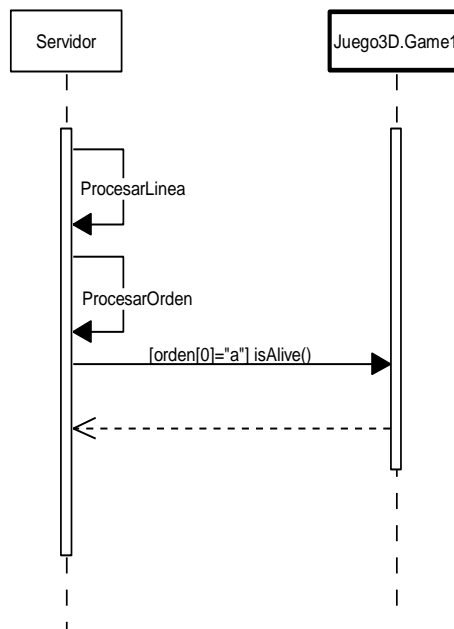 Servidor
Juego3D.Game1
ProcesarLinea
ProcesarOrden
[orden[0]="a"] isAlive()